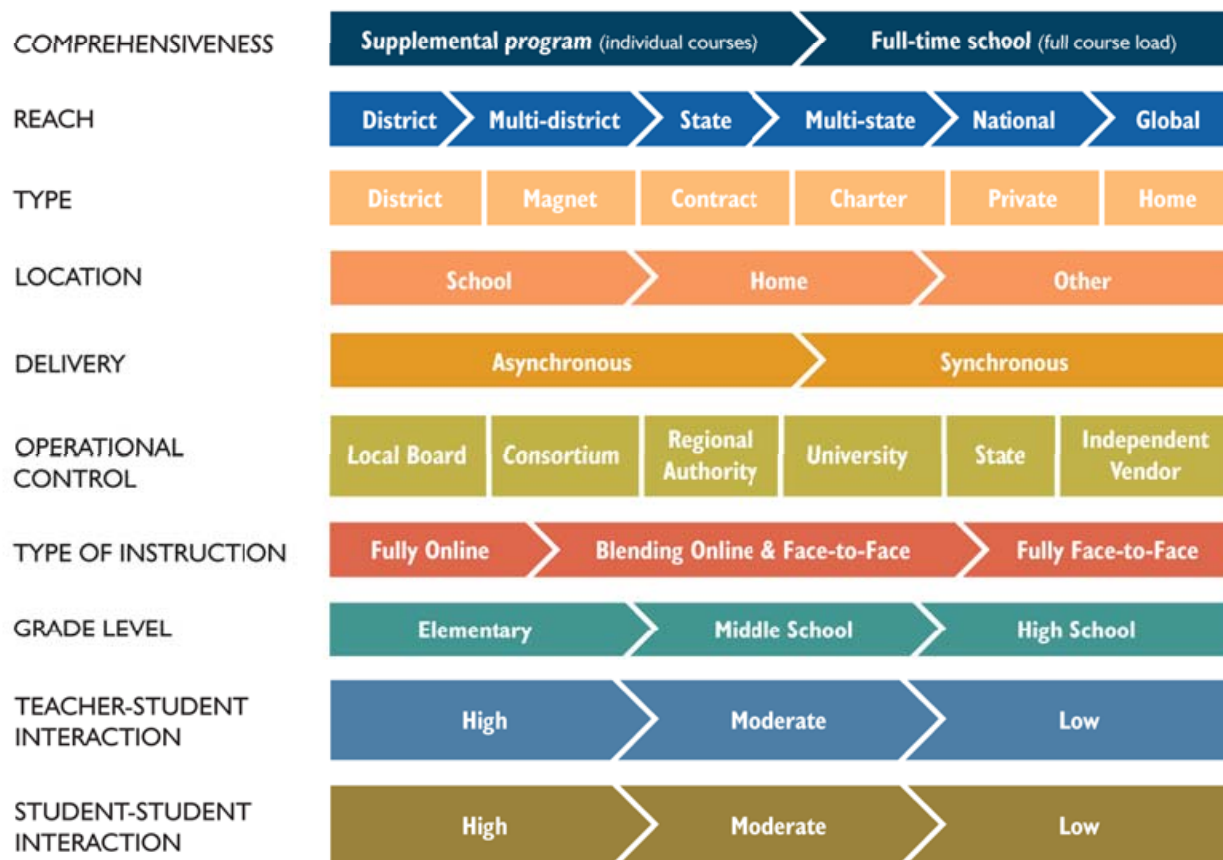 COMPREHENSIVENESS
Supplemental program (individual courses)
Full-time school (full course load)
REACH
District
Multi-district
State
Multi-state
National
Global
TYPE
District
Magnet
Contract
Charter
Private
Home
LOCATION
School
Home
Other
DELIVERY
Asynchronous
Synchronous
OPERATIONAL
CONTROL
Local Board
Consortium
Regional
Authority
University
State
Independent
Vendor
TYPE OF INSTRUCTION
Fully Online
Blending Online & Face-to-Face
Fully Face-to-Face
GRADE LEVEL
Elementary
Middle School
High School
TEACHER-STUDENT
INTERACTION
High
Moderate
Low
STUDENT-STUDENT
INTERACTION
High
Moderate
Low